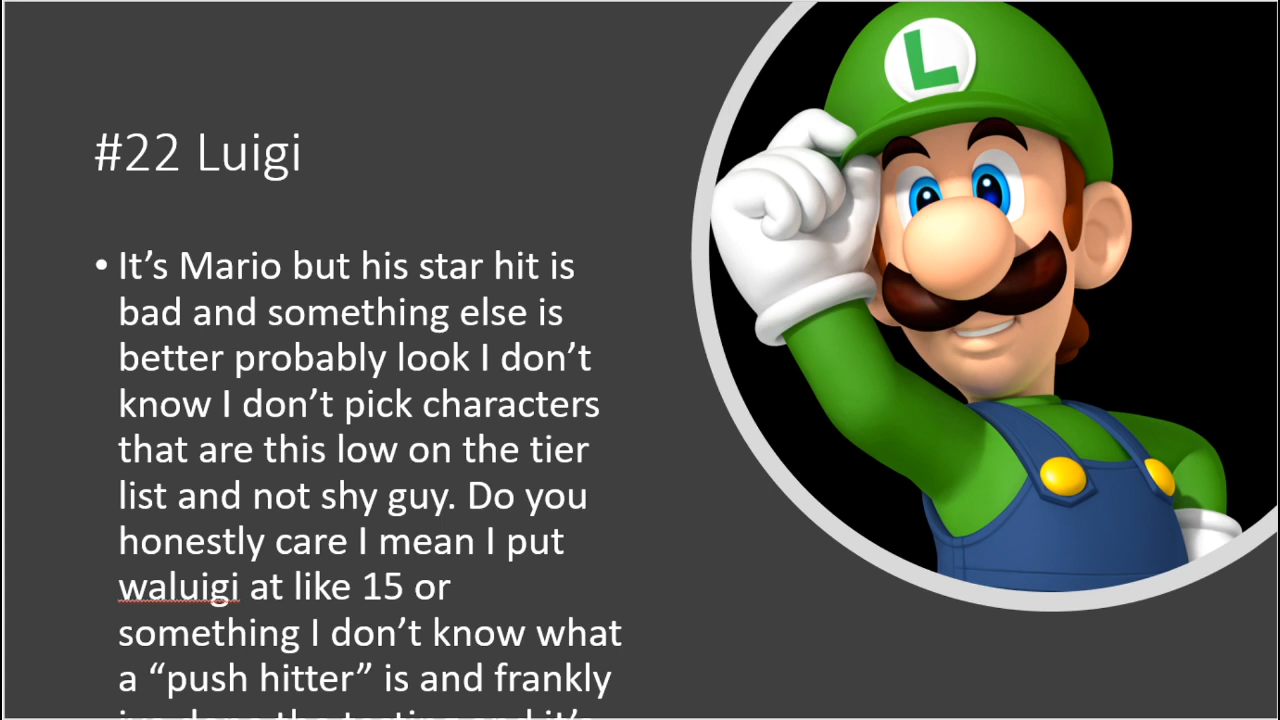 L
#22 Luigi
• It’s Mario but his star hit is
bad and something else is
better probably look I don’t
know I don’t pick characters
that are this low on the tier
list and not shy guy. Do you
honestly care I mean I put
waluigi at like 15 or
something I don’t know what
a “push hitter” is and frankly